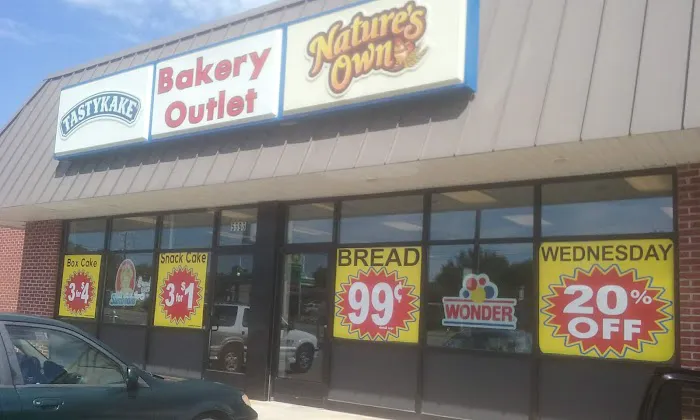 TASTYKAKE
Bakery
Outlet
Nature's
Own
Box Cake
3 for $4
Snack Cake
3 for $1
BREAD
99¢
WONDER
WEDNESDAY
20%
OFF